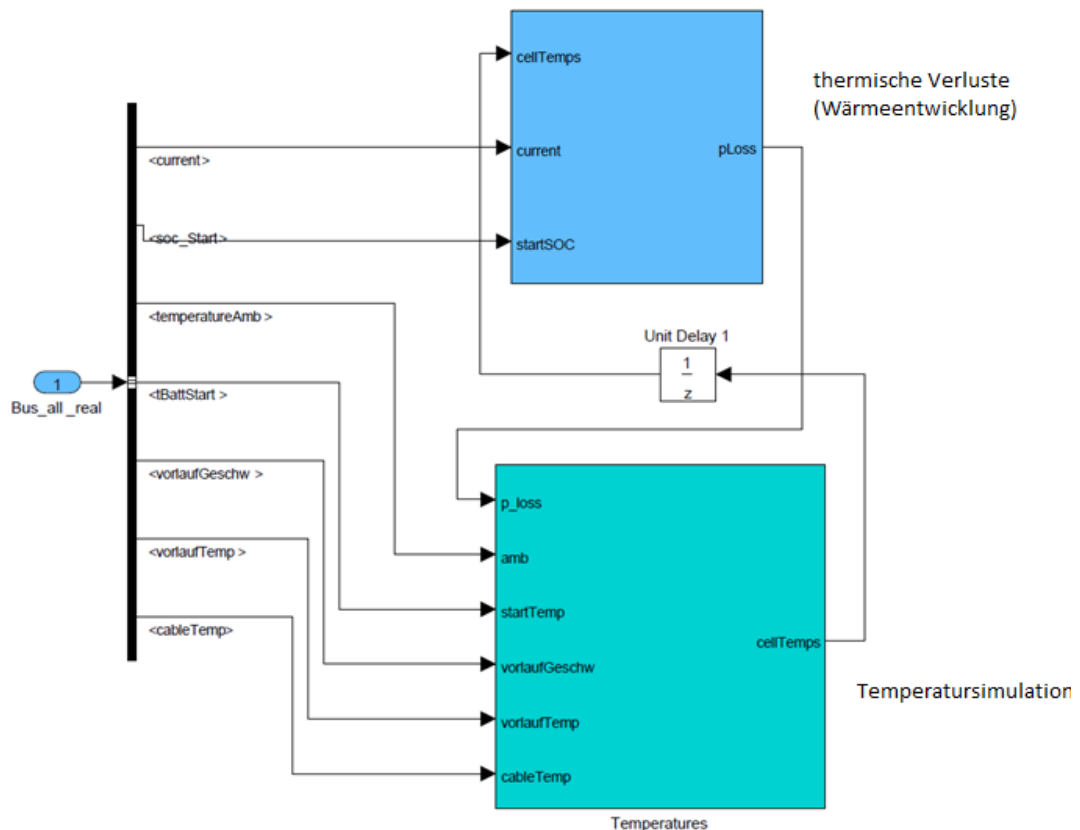 cellTemps
thermische Verluste
(Wärmeentwicklung)
<current>
current
pLoss
<soc_Start>
startSOC
<temperatureAmb >
Unit Delay 1
1
z
1
Bus_all _real
<tBattStart >
<vorlaufGeschw >
p_loss
<vorlaufTemp >
amb
startTemp
<cableTemp>
cellTemps
vorlaufGeschw
Temperatursimulation
vorlaufTemp
cableTemp
Temperatures